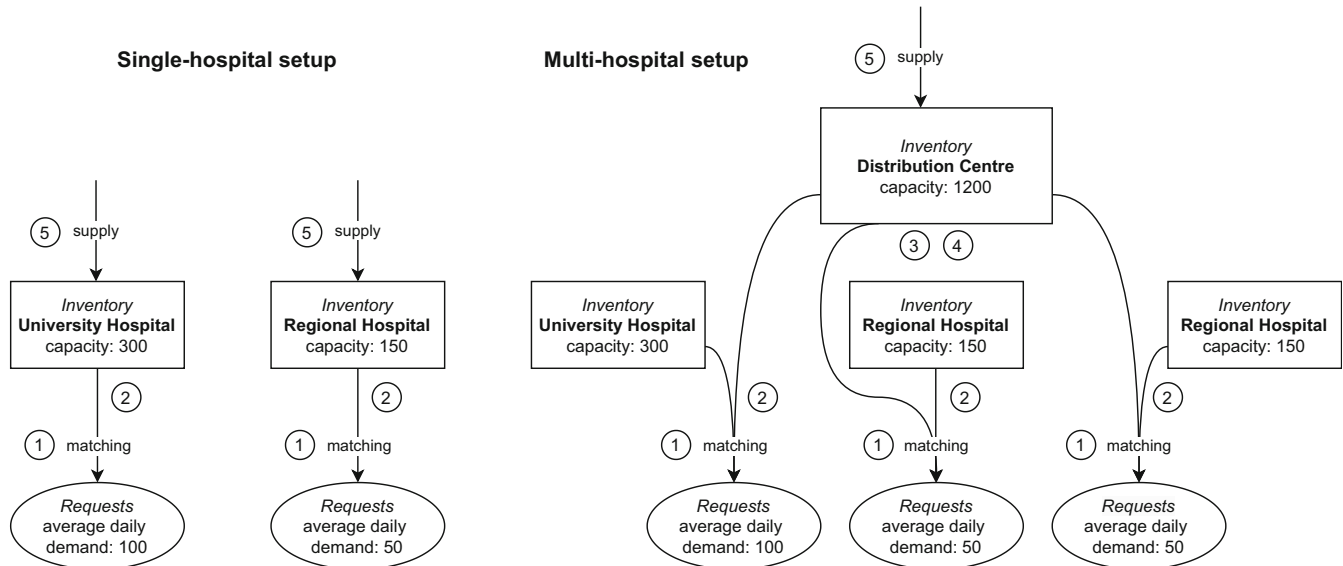 Single-hospital setup
5 supply
Inventory
University Hospital
capacity: 300
2
1 matching
Requests
average daily
demand: 100
5 supply
Inventory
Regional Hospital
capacity: 150
2
1 matching
Requests
average daily
demand: 50
Multi-hospital setup
5 supply
Inventory
Distribution Centre
capacity: 1200
3 4
Inventory
University Hospital
capacity: 300
2
1 matching
Requests
average daily
demand: 100
Inventory
Regional Hospital
capacity: 150
2
1 matching
Requests
average daily
demand: 50
Inventory
Regional Hospital
capacity: 150
2
1 matching
Requests
average daily
demand: 50